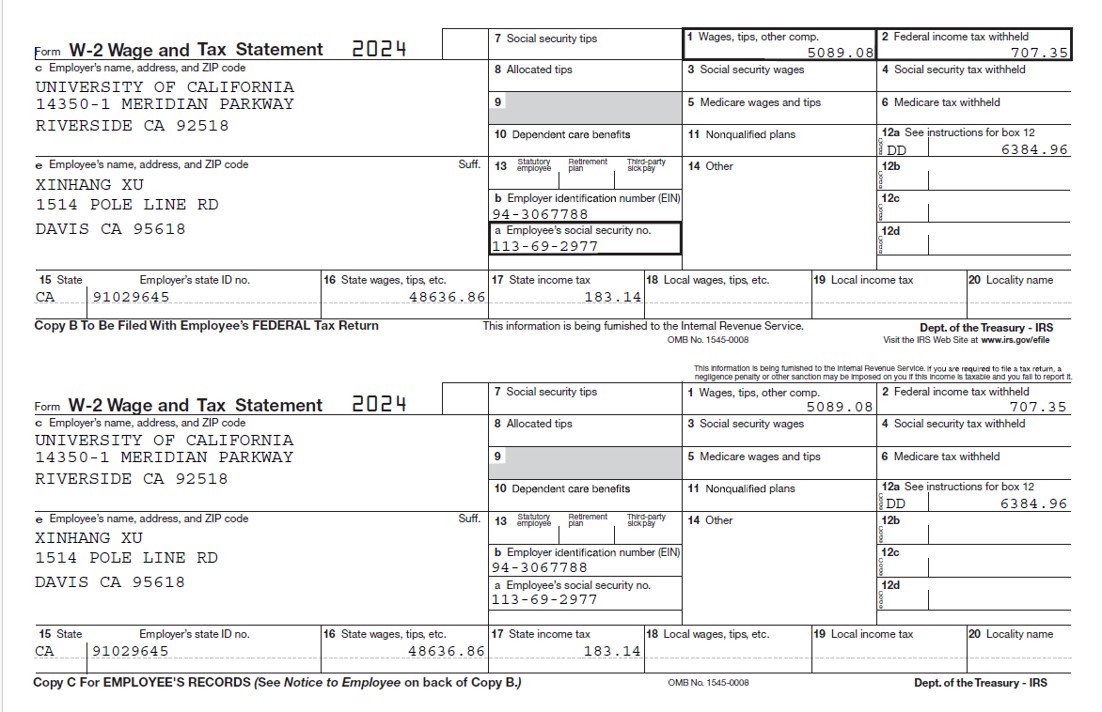 Form W-2 Wage and Tax Statement 2024
7 Social security tips
1 Wages, tips, other comp.
5089.08
2 Federal income tax withheld
707.35
c Employer's name, address, and ZIP code
UNIVERSITY OF CALIFORNIA
14350-1 MERIDIAN PARKWAY
RIVERSIDE CA 92518
8 Allocated tips
3 Social security wages
4 Social security tax withheld
9
5 Medicare wages and tips
6 Medicare tax withheld
10 Dependent care benefits
11 Nonqualified plans
12a See instructions for box 12
DD 6384.96
e Employee's name, address, and ZIP code Suff.
XINHANG XU
1514 POLE LINE RD
DAVIS CA 95618
13 Statutory employee Retirement plan Third-party sick pay
14 Other
12b
b Employer identification number (EIN)
94-3067788
12c
a Employee's social security no.
113-69-2977
12d
15 State Employer's state ID no.
CA 91029645
16 State wages, tips, etc.
48636.86
17 State income tax
183.14
18 Local wages, tips, etc.
19 Local income tax
20 Locality name
Copy B To Be Filed With Employee's FEDERAL Tax Return
This information is being furnished to the Internal Revenue Service.
OMB No. 1545-0008
Dept. of the Treasury - IRS
Visit the IRS Web Site at www.irs.gov/efile
This information is being furnished to the Internal Revenue Service. If you are required to file a tax return, a
negligence penalty or other sanction may be imposed on you if this income is taxable and you fail to report it.
Form W-2 Wage and Tax Statement 2024
7 Social security tips
1 Wages, tips, other comp.
5089.08
2 Federal income tax withheld
707.35
c Employer's name, address, and ZIP code
UNIVERSITY OF CALIFORNIA
14350-1 MERIDIAN PARKWAY
RIVERSIDE CA 92518
8 Allocated tips
3 Social security wages
4 Social security tax withheld
9
5 Medicare wages and tips
6 Medicare tax withheld
10 Dependent care benefits
11 Nonqualified plans
12a See instructions for box 12
DD 6384.96
e Employee's name, address, and ZIP code Suff.
XINHANG XU
1514 POLE LINE RD
DAVIS CA 95618
13 Statutory employee Retirement plan Third-party sick pay
14 Other
12b
b Employer identification number (EIN)
94-3067788
12c
a Employee's social security no.
113-69-2977
12d
15 State Employer's state ID no.
CA 91029645
16 State wages, tips, etc.
48636.86
17 State income tax
183.14
18 Local wages, tips, etc.
19 Local income tax
20 Locality name
Copy C For EMPLOYEE'S RECORDS (See Notice to Employee on back of Copy B.)
OMB No. 1545-0008
Dept. of the Treasury - IRS